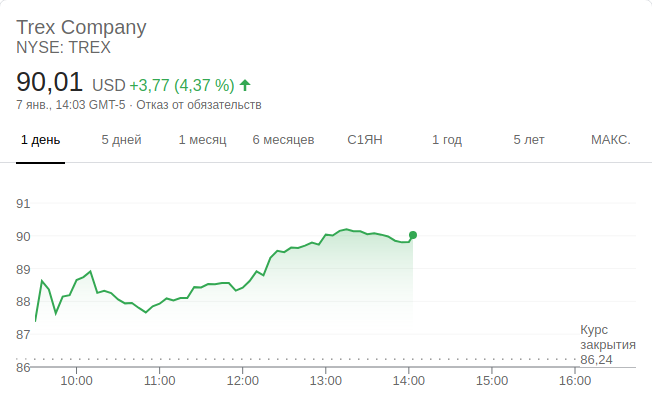 Trex Company
NYSE: TREX
90,01 USD +3,77 (4,37 %)
7 янв., 14:03 GMT-5 · Отказ от обязательств
1 день 5 дней 1 месяц 6 месяцев С1ЯН 1 год 5 лет МАКС.
91
90
89
88
87
86
Курс
закрытия
86,24
10:00 11:00 12:00 13:00 14:00 15:00 16:00